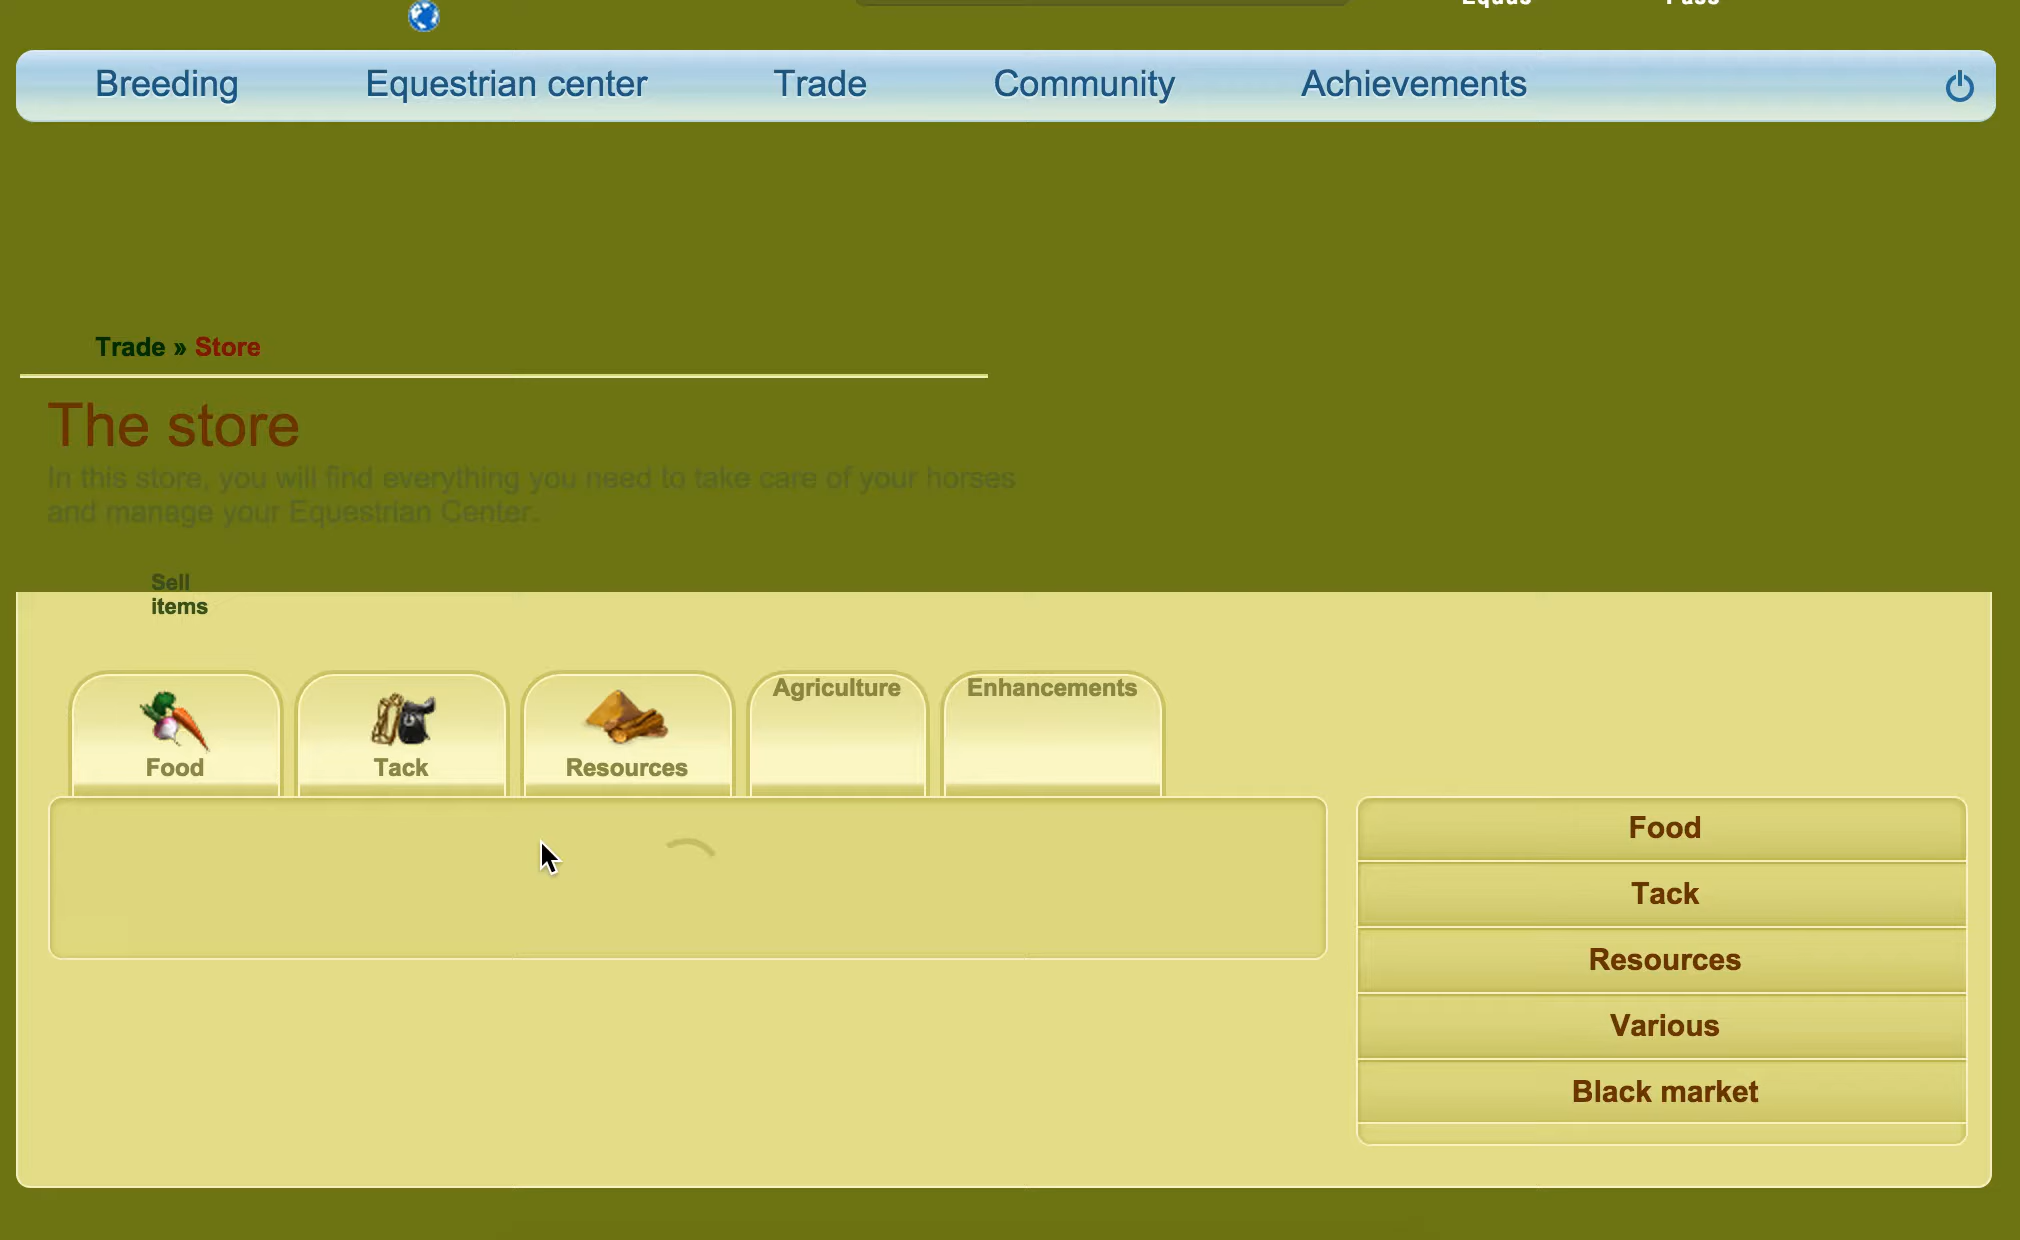 Breeding Equestrian center Trade Community Achievements
Trade » Store
The store
In this store, you will find everything you need to take care of your horses
and manage your Equestrian Center.
Sell
items
Food
Tack
Resources
Agriculture
Enhancements
Food
Tack
Resources
Various
Black market